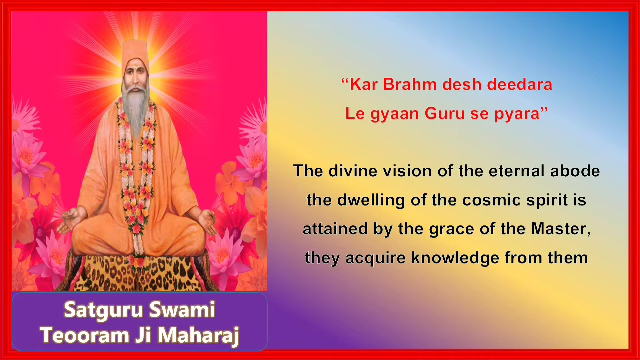 “Kar Brahm desh deedara
Le gyaan Guru se pyara”
The divine vision of the eternal abode
the dwelling of the cosmic spirit is
attained by the grace of the Master,
they acquire knowledge from them
Satguru Swami
Teooram Ji Maharaj